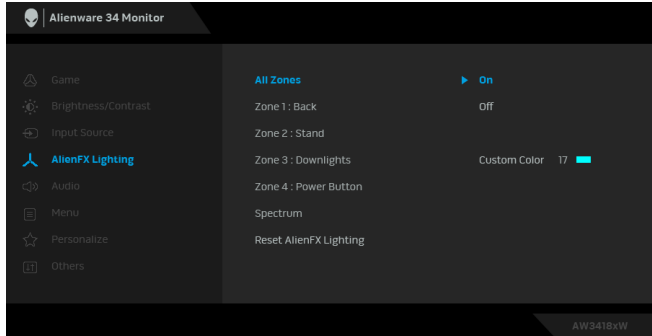 Alienware 34 Monitor
Game
All Zones On
Brightness/Contrast
Zone 1 : Back Off
Input Source
Zone 2 : Stand
AlienFX Lighting
Zone 3 : Downlights Custom Color 17
Audio
Zone 4 : Power Button
Menu
Spectrum
Personalize
Reset AlienFX Lighting
Others
AW3418xW